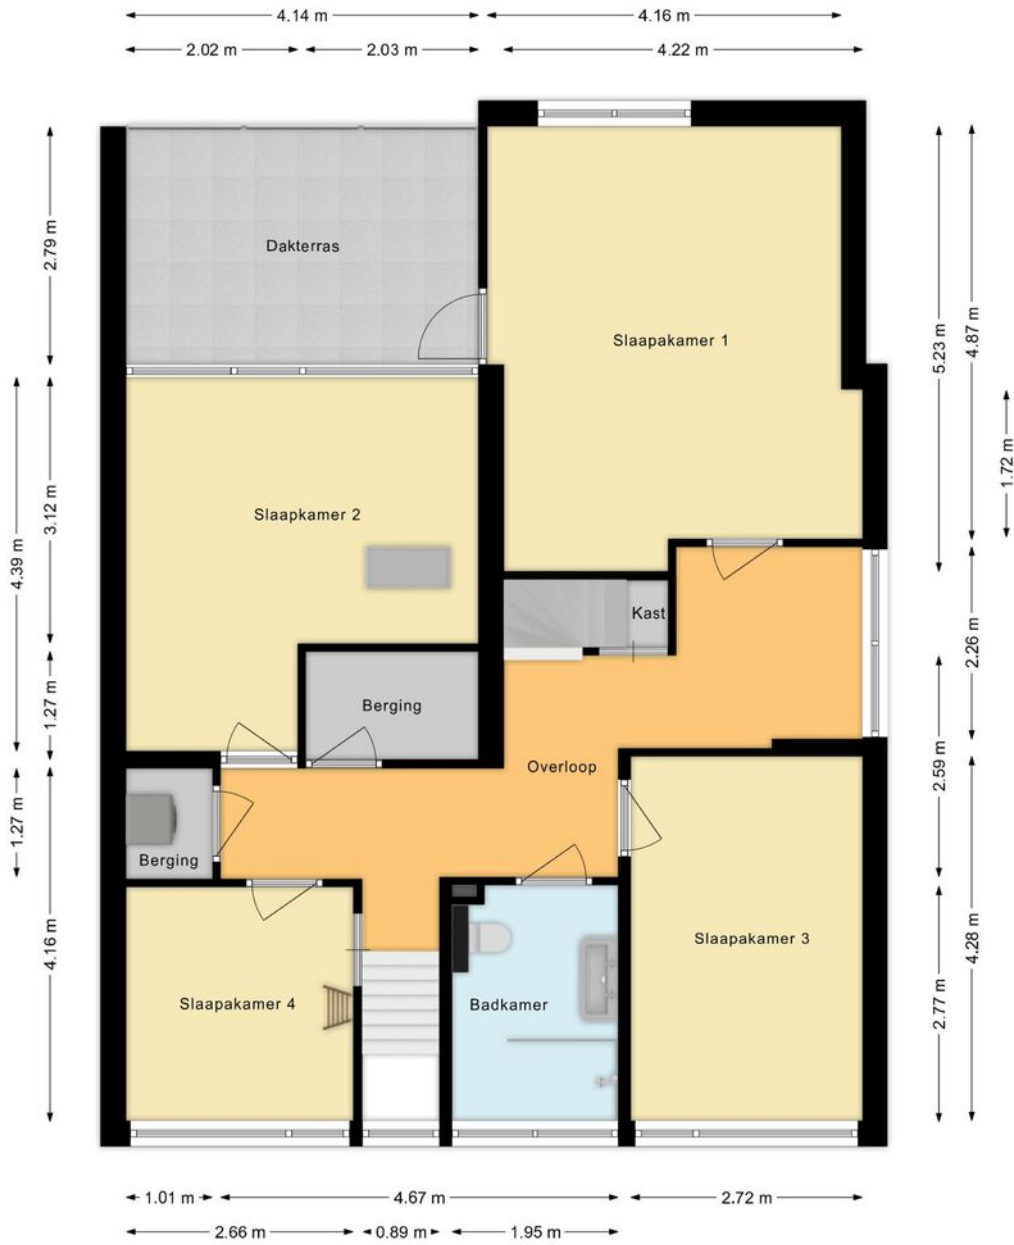 4.14 m
4.16 m
2.02 m
2.03 m
4.22 m
2.79 m
Dakterras
5.23 m
4.87 m
Slaapakamer 1
1.72 m
4.39 m
3.12 m
Slaapkamer 2
Kast
2.26 m
1.27 m
Berging
Overloop
2.59 m
1.27 m
Berging
4.16 m
Slaapakamer 3
4.28 m
Slaapakamer 4
Badkamer
2.77 m
1.01 m
4.67 m
2.72 m
2.66 m
0.89 m
1.95 m